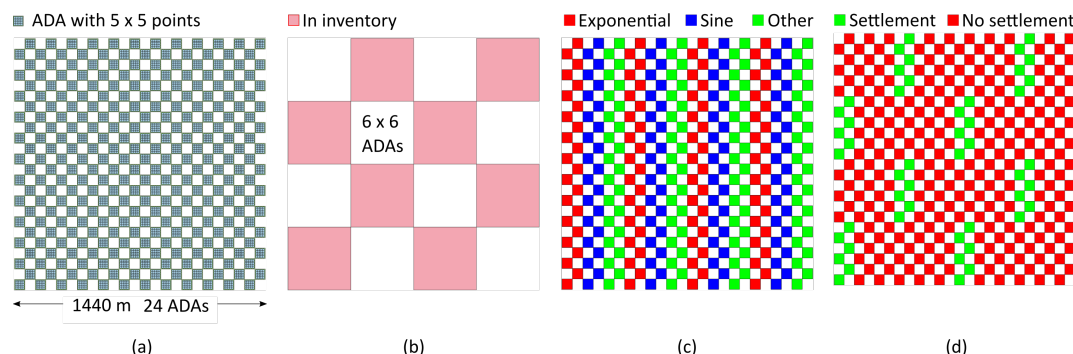 ADA with 5 x 5 points
In inventory
Exponential Sine Other
Settlement No settlement
6 x 6
ADAs
1440 m 24 ADAs
(a)
(b)
(c)
(d)